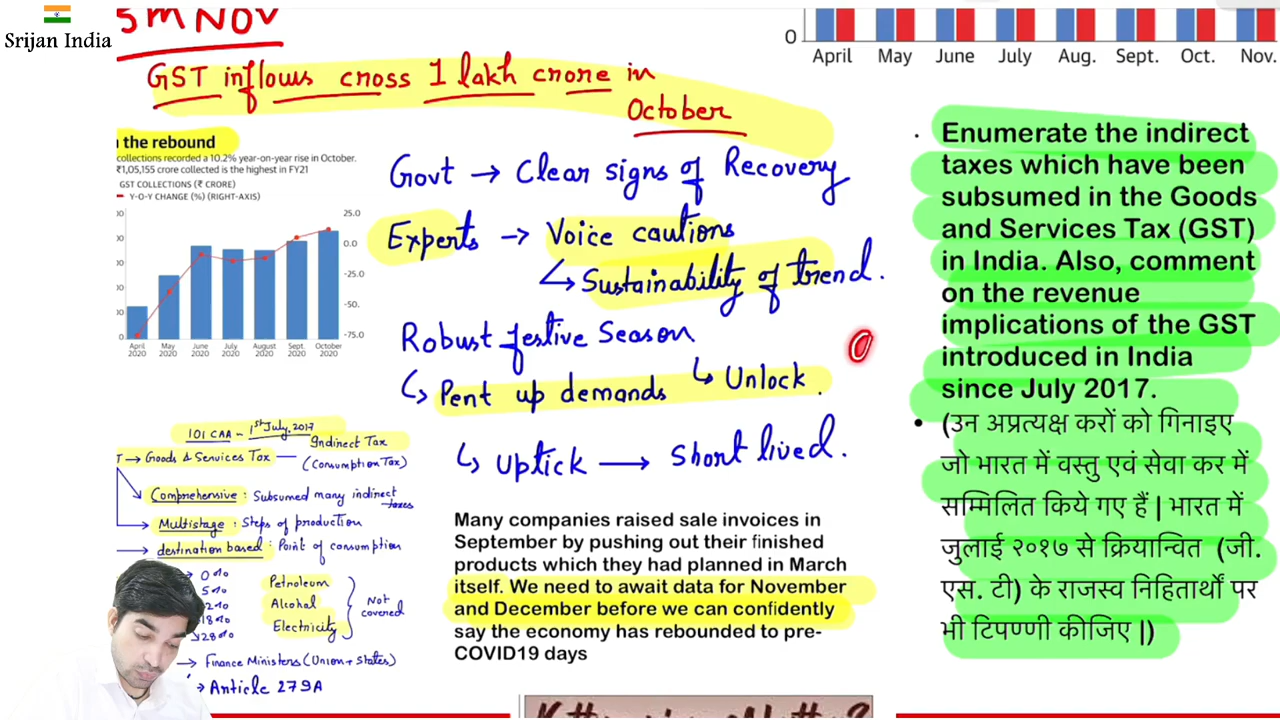 Srijan India
5th NOV
GST inflows cross 1 lakh crore in
October
the rebound
collections recorded a 10.2% year-on-year rise in October.
₹1,05,155 crore collected is the highest in FY21
GST COLLECTIONS (₹ CRORE)
Y-O-Y CHANGE (%) (RIGHT-AXIS)
25.0
0.0
-25.0
-50.
-75.0
0
April 2020
May 2020
June 2020
July 2020
August 2020
Sept. 2020
October 2020
Govt → Clear signs of Recovery
Experts → Voice cautions
↳ Sustainability of trend.
Robust festive Season
↳ Pent up demands ↳ Unlock.
↳ Uptick → Short lived.
101 CAA - 1st July, 2017
Indirect Tax
→ Goods & Services Tax — (Consumption Tax)
Comprehensive : Subsumed many indirect taxes
Multistage : Steps of production
destination based : Point of consumption
0%
5%
12%
18%
28%
Petroleum
Alcohal
Electricity
Not covered
→ Finance Ministers (Union + States)
→ Article 279A
Many companies raised sale invoices in
September by pushing out their finished
products which they had planned in March
itself. We need to await data for November
and December before we can confidently
say the economy has rebounded to pre-
COVID19 days
0
April May June July Aug. Sept. Oct. Nov.
Enumerate the indirect
taxes which have been
subsumed in the Goods
and Services Tax (GST)
in India. Also, comment
on the revenue
implications of the GST
introduced in India
since July 2017.
• (उन अप्रत्यक्ष करों को गिनाइए
जो भारत में वस्तु एवं सेवा कर में
सम्मिलित किये गए हैं | भारत में
जुलाई २०१७ से क्रियान्वित (जी.
एस. टी) के राजस्व निहितार्थों पर
भी टिपण्णी कीजिए |)